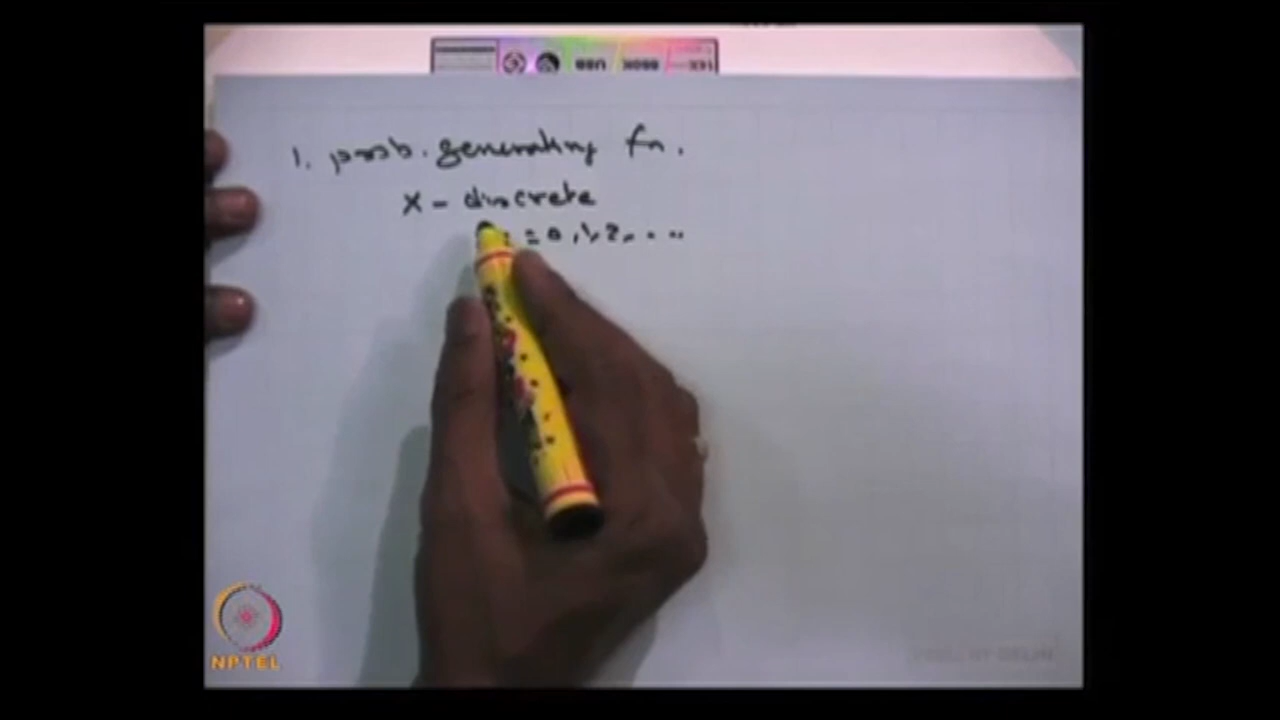 1. prob. generating fn.
X - discrete
= 0, 1, 2, . . ..
NPTEL